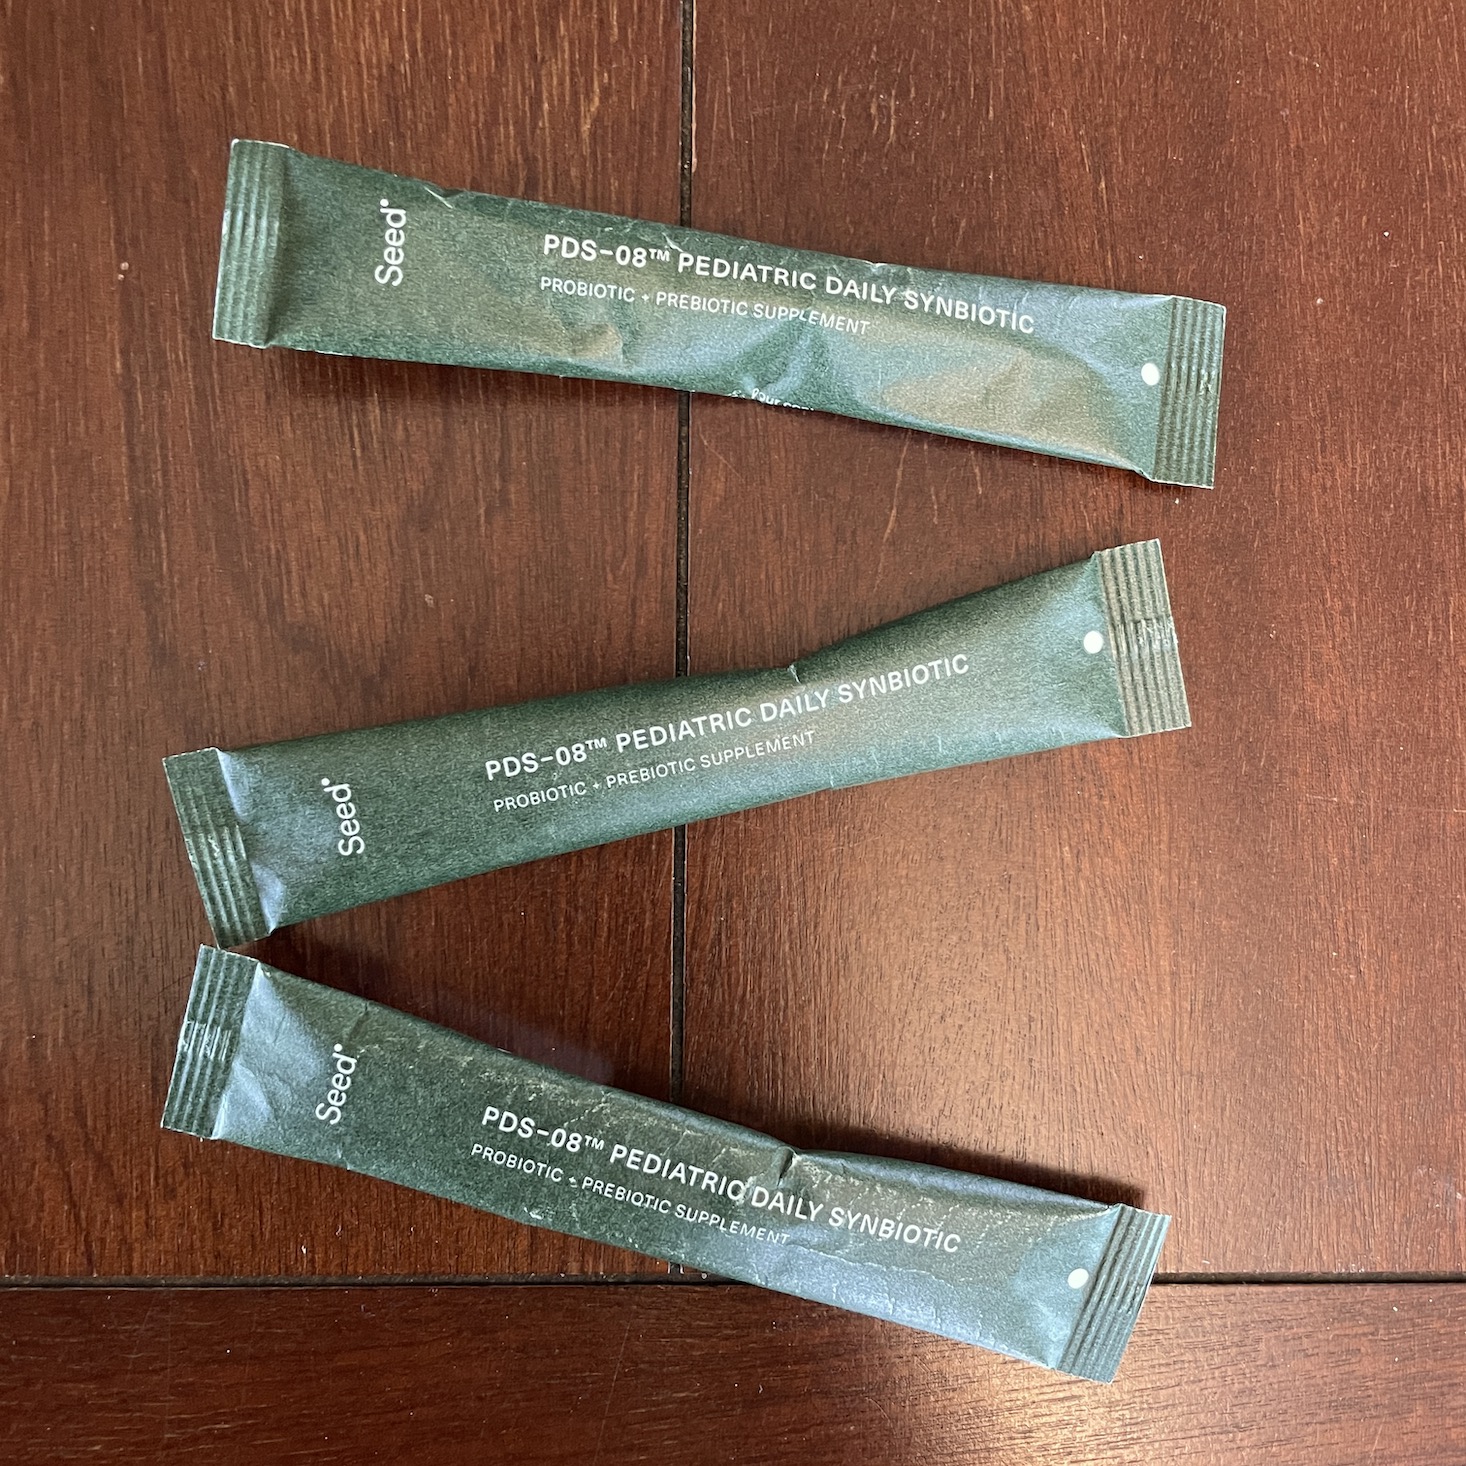 Seed
PDS-08™ PEDIATRIC DAILY SYNBIOTIC
PROBIOTIC + PREBIOTIC SUPPLEMENT
Seed
PDS-08™ PEDIATRIC DAILY SYNBIOTIC
PROBIOTIC + PREBIOTIC SUPPLEMENT
Seed
PDS-08™ PEDIATRIC DAILY SYNBIOTIC
PROBIOTIC + PREBIOTIC SUPPLEMENT